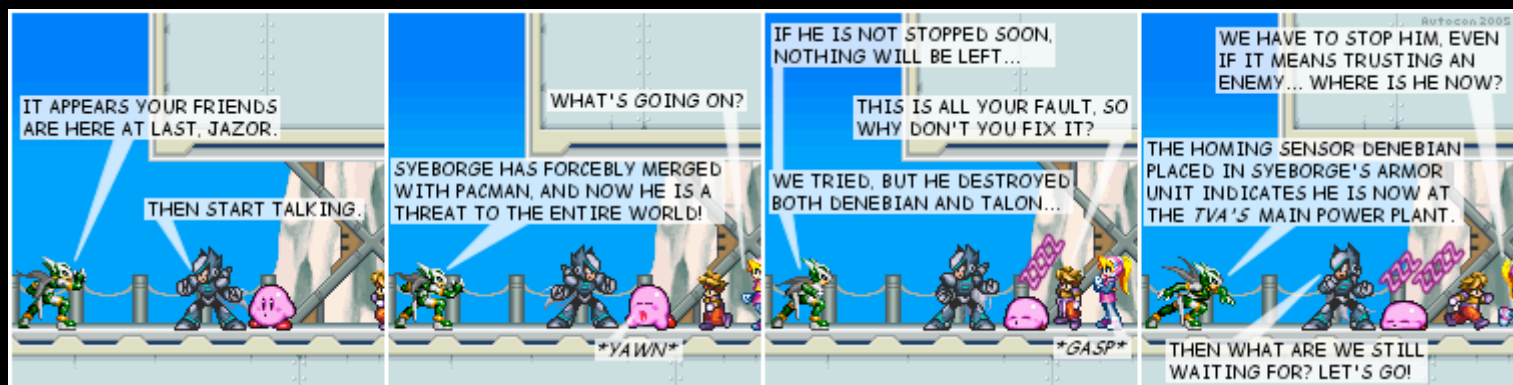 IT APPEARS YOUR FRIENDS
ARE HERE AT LAST, JAZOR.
THEN START TALKING.
WHAT'S GOING ON?
SYEBORGE HAS FORCEBLY MERGED
WITH PACMAN, AND NOW HE IS A
THREAT TO THE ENTIRE WORLD!
*YAWN*
IF HE IS NOT STOPPED SOON,
NOTHING WILL BE LEFT...
THIS IS ALL YOUR FAULT, SO
WHY DON'T YOU FIX IT?
WE TRIED, BUT HE DESTROYED
BOTH DENEBIAN AND TALON...
ZZZZ
*GASP*
Autocon 2005
WE HAVE TO STOP HIM, EVEN
IF IT MEANS TRUSTING AN
ENEMY... WHERE IS HE NOW?
THE HOMING SENSOR DENEBIAN
PLACED IN SYEBORGE'S ARMOR
UNIT INDICATES HE IS NOW AT
THE TVA'S MAIN POWER PLANT.
ZZZZ ZZZZ
THEN WHAT ARE WE STILL
WAITING FOR? LET'S GO!